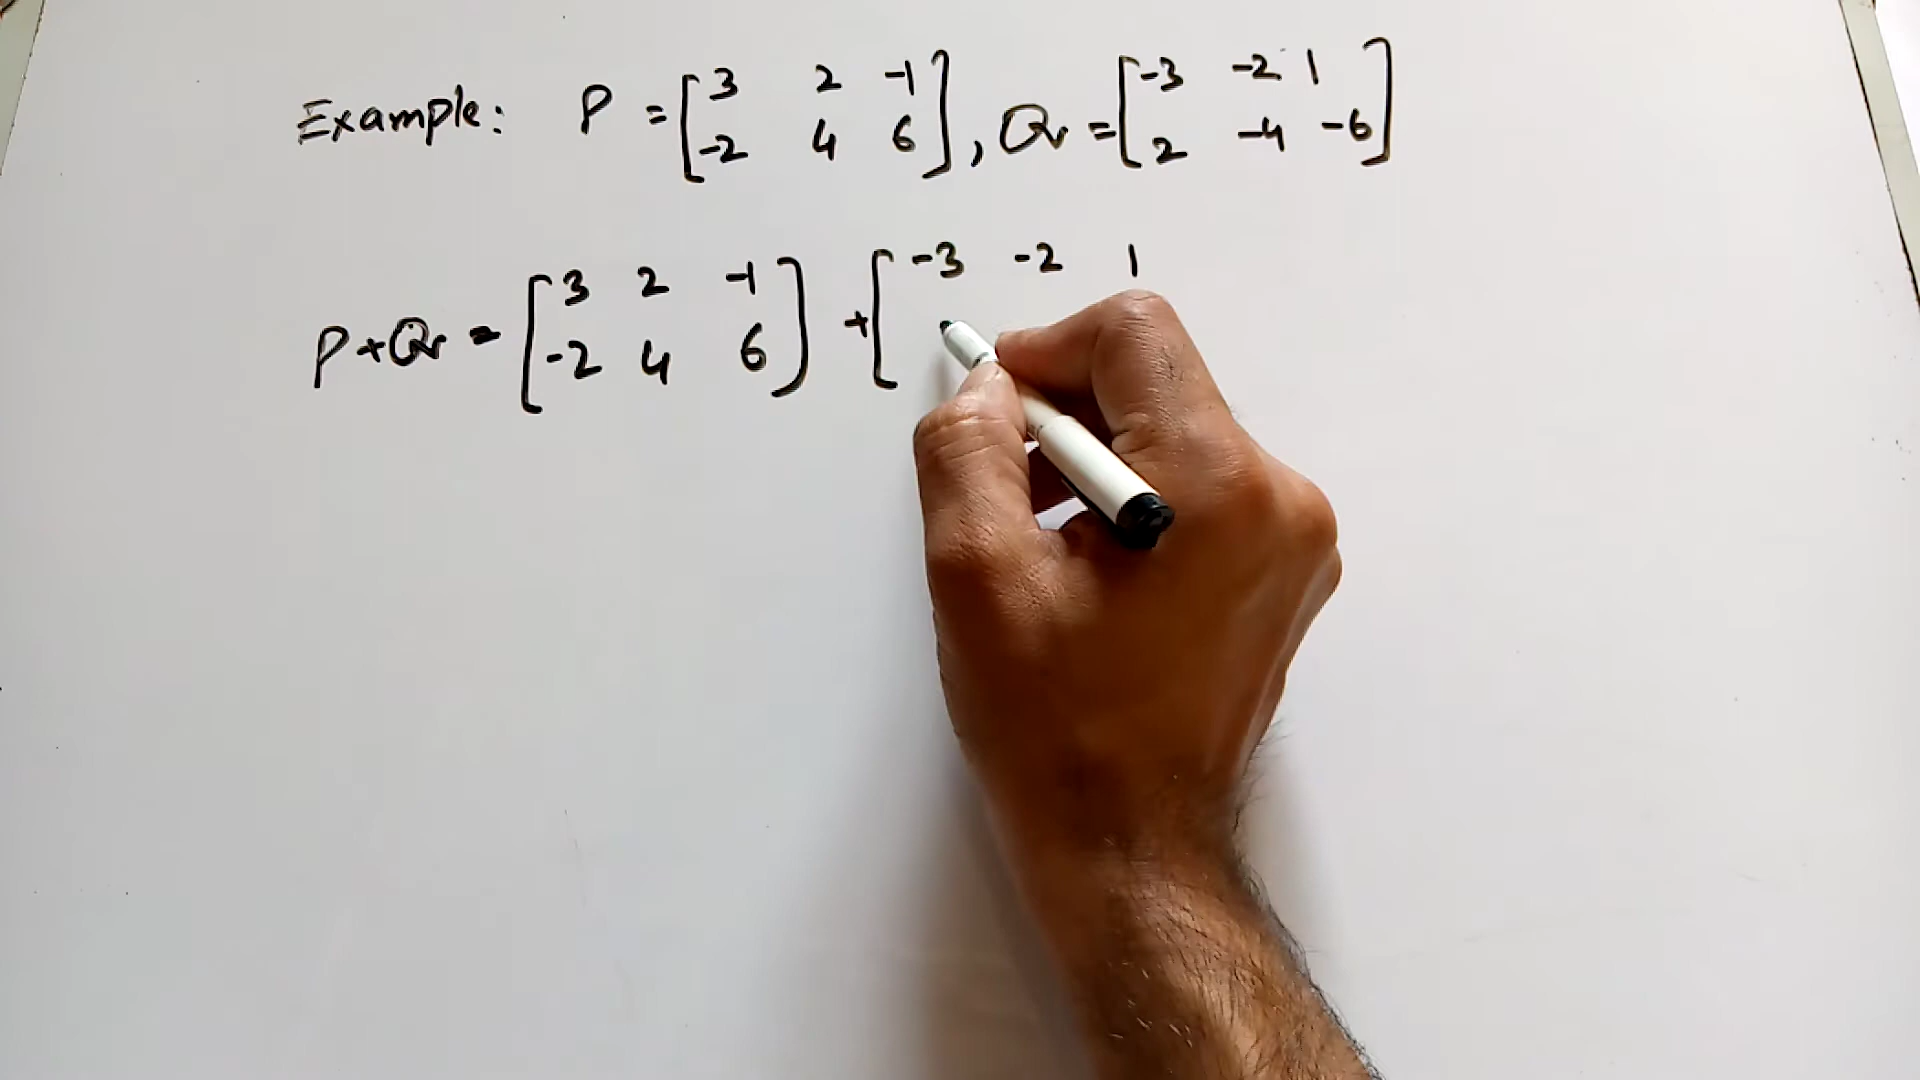 Example: P = [3 2 -1
-2 4 6], Q = [-3 -2 1
2 -4 -6]
P+Q = [3 2 -1
-2 4 6] + [-3 -2 1